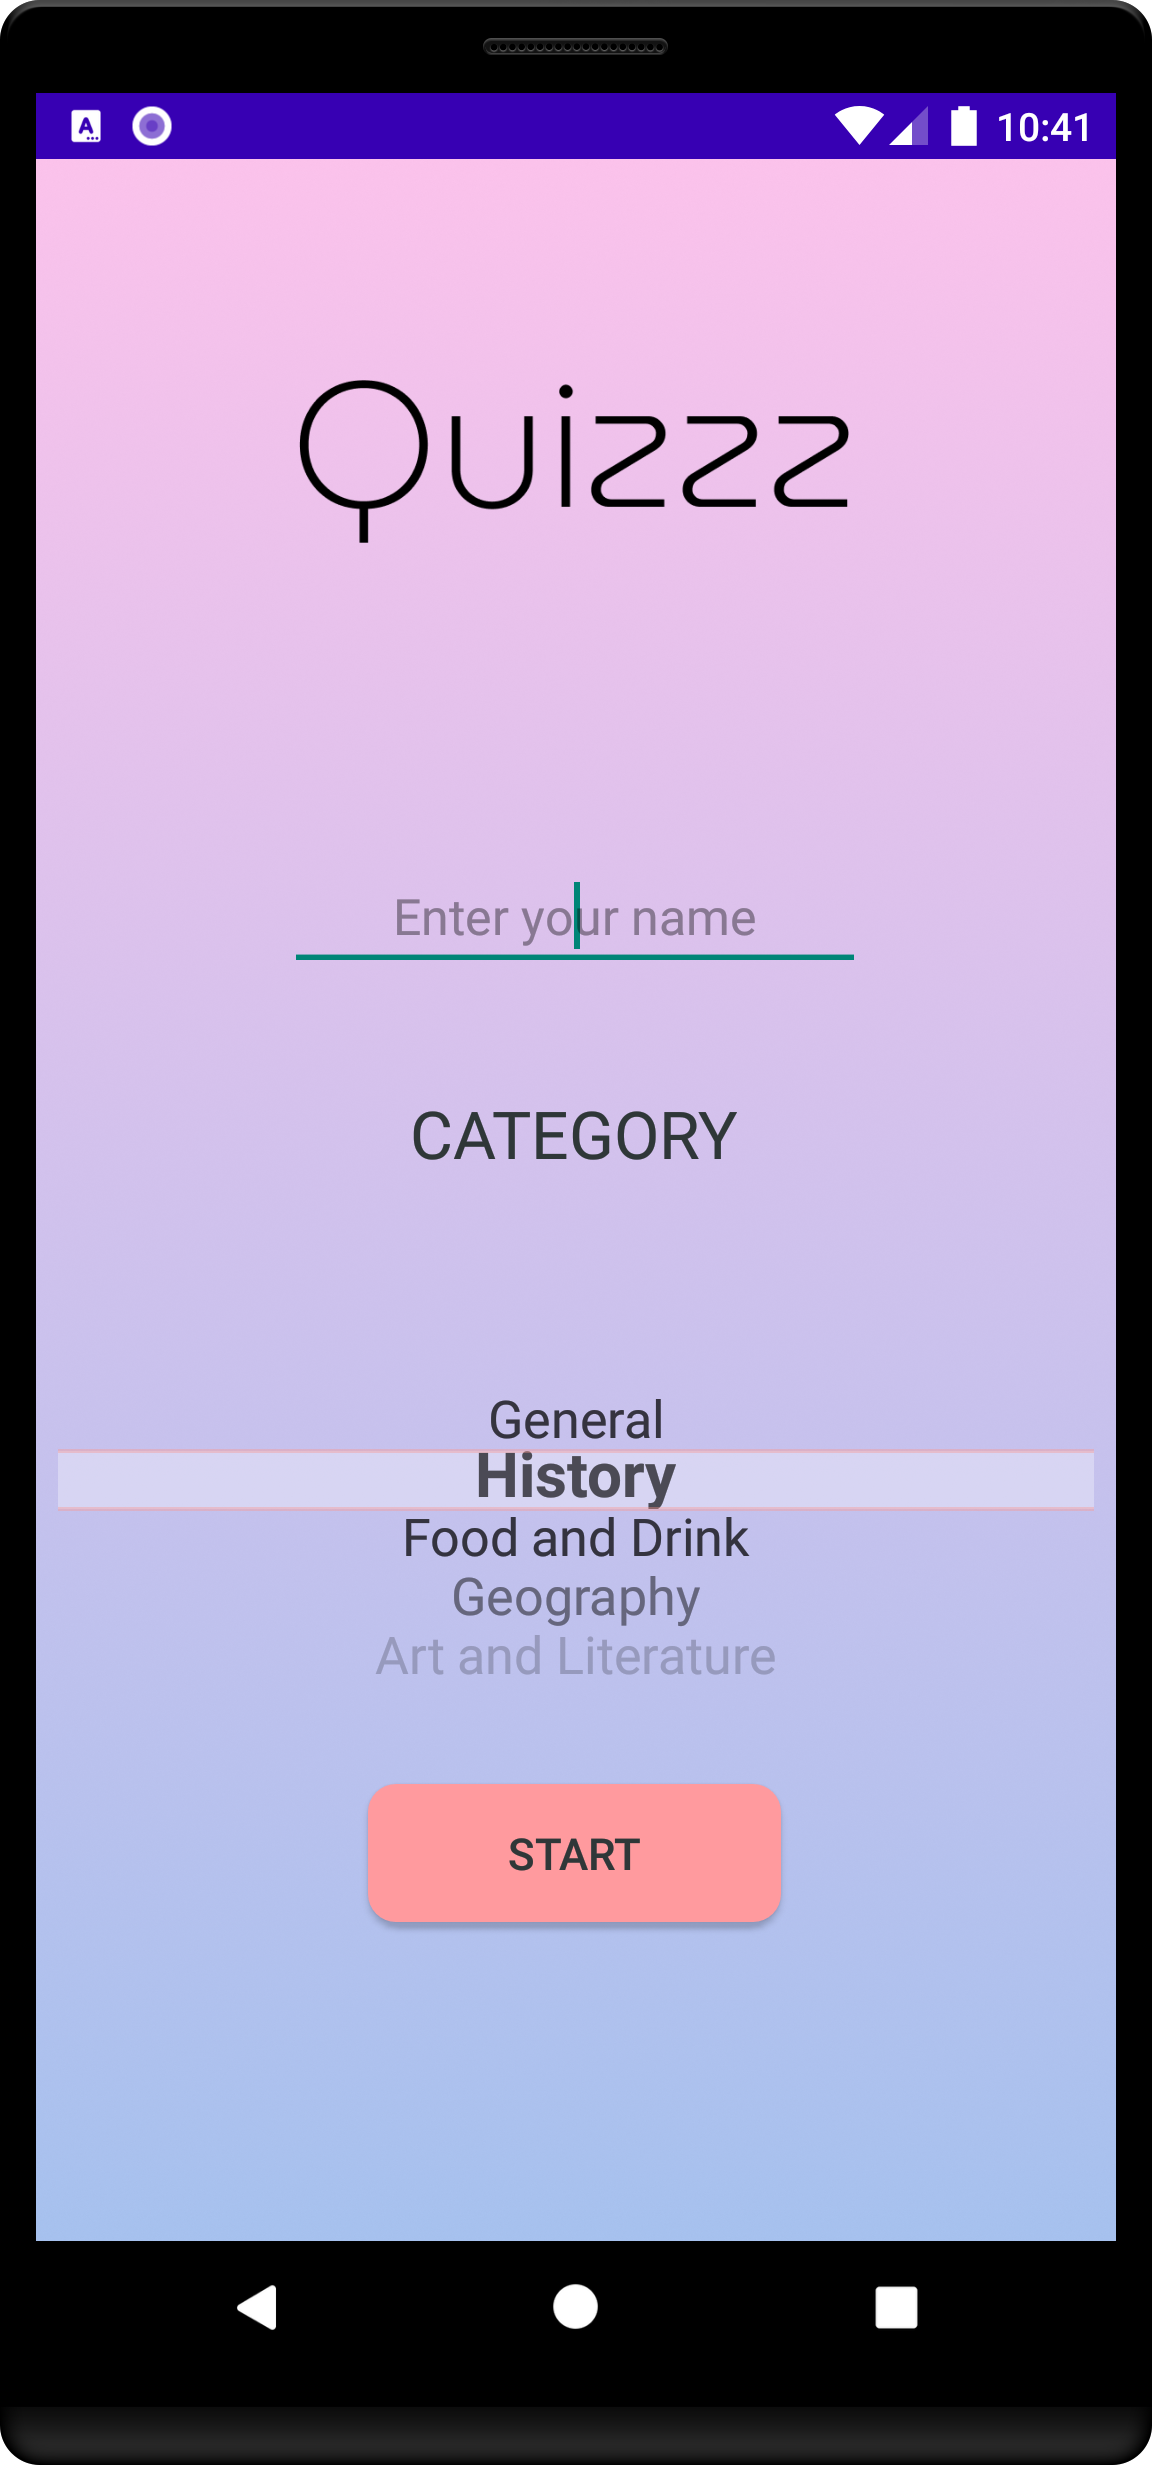 10:41
Quizzz
Enter your name
CATEGORY
General
History
Food and Drink
Geography
Art and Literature
START